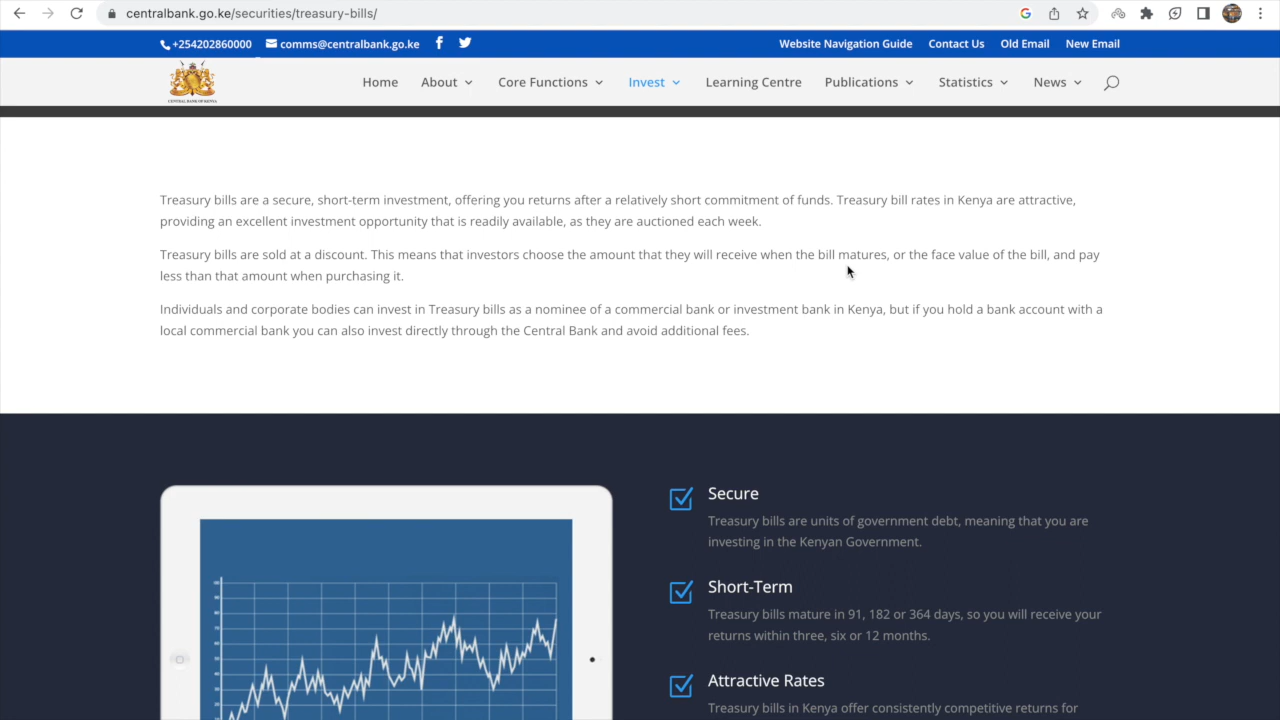 centralbank.go.ke/securities/treasury-bills/
+254202860000 comms@centralbank.go.ke Website Navigation Guide Contact Us Old Email New Email
CENTRAL BANK OF KENYA
Home About Core Functions Invest Learning Centre Publications Statistics News
Treasury bills are a secure, short-term investment, offering you returns after a relatively short commitment of funds. Treasury bill rates in Kenya are attractive,
providing an excellent investment opportunity that is readily available, as they are auctioned each week.
Treasury bills are sold at a discount. This means that investors choose the amount that they will receive when the bill matures, or the face value of the bill, and pay
less than that amount when purchasing it.
Individuals and corporate bodies can invest in Treasury bills as a nominee of a commercial bank or investment bank in Kenya, but if you hold a bank account with a
local commercial bank you can also invest directly through the Central Bank and avoid additional fees.
Secure
Treasury bills are units of government debt, meaning that you are
investing in the Kenyan Government.
Short-Term
Treasury bills mature in 91, 182 or 364 days, so you will receive your
returns within three, six or 12 months.
Attractive Rates
Treasury bills in Kenya offer consistently competitive returns for